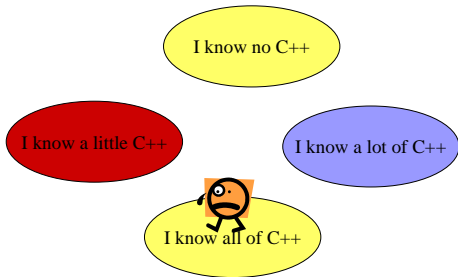 I know no C++
I know a little C++
I know a lot of C++
I know all of C++